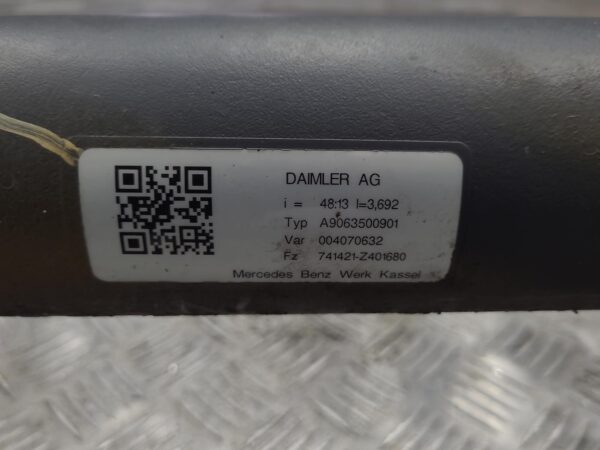 DAIMLER AG
i = 48:13 I=3,692
Typ A9063500901
Var 004070632
Fz 741421-Z401680
Mercedes Benz Werk Kassel